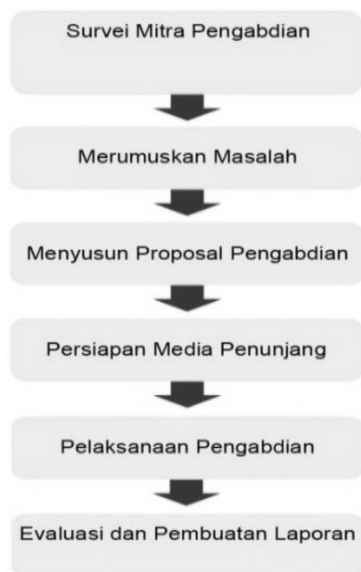 Survei Mitra Pengabdian
Merumuskan Masalah
Menyusun Proposal Pengabdian
Persiapan Media Penunjang
Pelaksanaan Pengabdian
Evaluasi dan Pembuatan Laporan